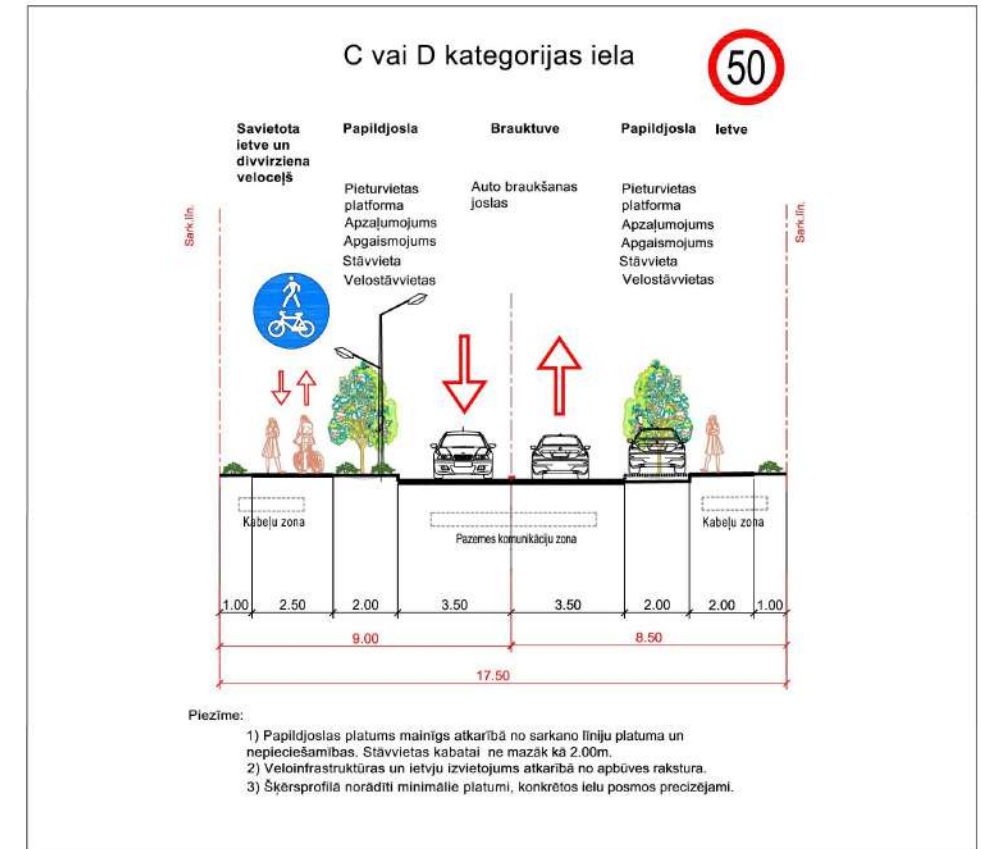 C vai D kategorijas iela
50
Savietota
ietve un
divvirziena
veloceļš
Papildjosla
Brauktuve
Papildjosla
Ietve
Pieturvietas
platforma
Apzaļumojums
Apgaismojums
Stāvvieta
Velostāvvietas
Auto braukšanas
joslas
Pieturvietas
platforma
Apzaļumojums
Apgaismojums
Stāvvieta
Velostāvvietas
Sark.līn.
Sark.līn.
Kabeļu zona
Pazemes komunikāciju zona
Kabeļu zona
1.00 2.50 2.00 3.50 3.50 2.00 2.00 1.00
9.00 8.50
17.50
Piezīme:
1) Papildjoslas platums mainīgs atkarībā no sarkano līniju platuma un
nepieciešamības. Stāvvietas kabatai ne mazāk kā 2.00m.
2) Veloinfrastruktūras un ietvju izvietojums atkarībā no apbūves rakstura.
3) Šķērsprofilā norādīti minimālie platumi, konkrētos ielu posmos precizējami.